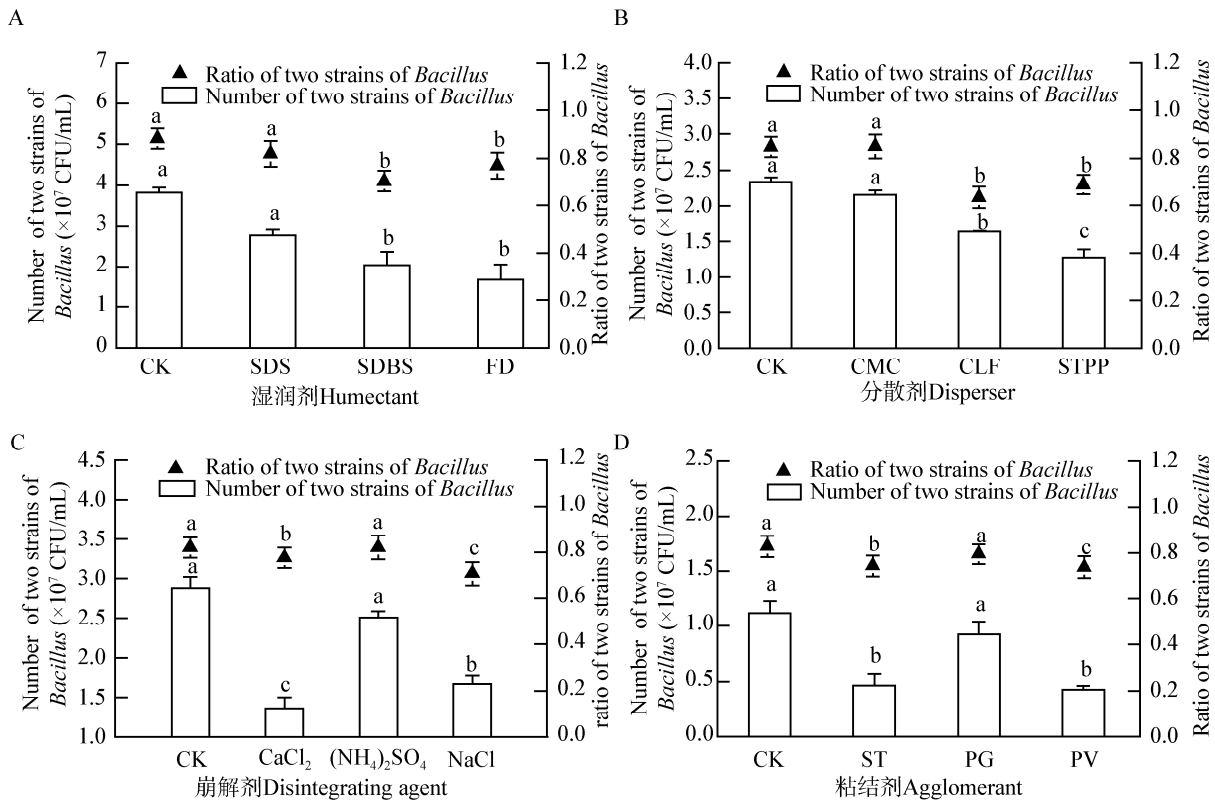 A
7
6
5
4
3
2
1
0
Number of two strains of
Bacillus (×10⁷ CFU/mL)
Ratio of two strains of Bacillus
Number of two strains of Bacillus
a
a
b
b
a
a
b
b
1.2
1.0
0.8
0.6
0.4
0.2
0.0
Ratio of two strains of Bacillus
CK SDS SDBS FD
湿润剂Humectant
B
4.0
3.5
3.0
2.5
2.0
1.5
1.0
0.5
0.0
Number of two strains of
Bacillus (×10⁷ CFU/mL)
Ratio of two strains of Bacillus
Number of two strains of Bacillus
a
a
b
b
a
a
b
c
1.2
1.0
0.8
0.6
0.4
0.2
0.0
Ratio of two strains of Bacillus
CK CMC CLF STPP
分散剂Disperser
C
4.5
4.0
3.5
3.0
2.5
2.0
1.5
1.0
Number of two strains of
Bacillus (×10⁷ CFU/mL)
Ratio of two strains of Bacillus
Number of two strains of Bacillus
a
b
a
c
a
c
a
b
1.2
1.0
0.8
0.6
0.4
0.2
0.0
ratio of two strains of Bacillus
CK CaCl₂ (NH₄)₂SO₄ NaCl
崩解剂Disintegrating agent
D
2.5
2.0
1.5
1.0
0.5
0.0
Number of two strains of
Bacillus (×10⁷ CFU/mL)
Ratio of two strains of Bacillus
Number of two strains of Bacillus
a
b
a
c
a
b
a
b
1.2
1.0
0.8
0.6
0.4
0.2
0.0
Ratio of two strains of Bacillus
CK ST PG PV
粘结剂Agglomerant